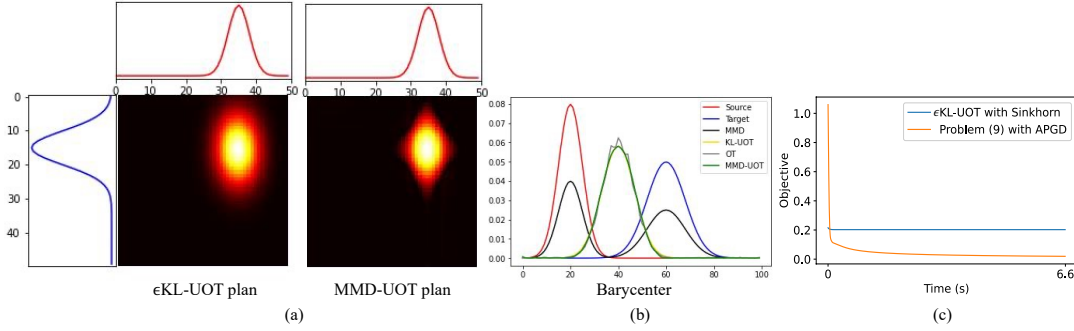 0 10 20 30 40 50
0 10 20 30 40 50
0
10
20
30
40
ϵKL-UOT plan
MMD-UOT plan
(a)
0.08
0.07
0.06
0.05
0.04
0.03
0.02
0.01
0.00
0 20 40 60 80 100
Source
Target
MMD
KL-UOT
OT
MMD-UOT
Barycenter
(b)
Objective
1.0
0.8
0.6
0.4
0.2
0.0
ϵKL-UOT with Sinkhorn
Problem (9) with APGD
0 6.6
Time (s)
(c)